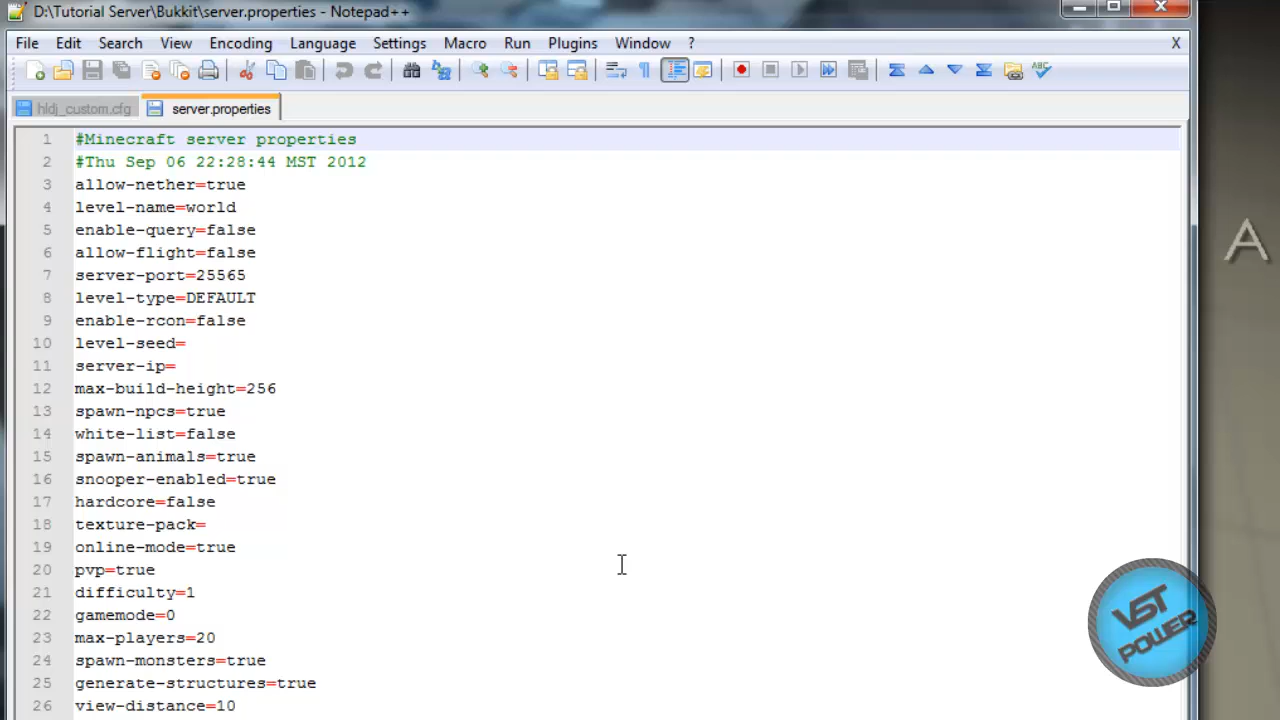 D:\Tutorial Server\Bukkit\server.properties - Notepad++
File Edit Search View Encoding Language Settings Macro Run Plugins Window ? X
hldj_custom.cfg server.properties
1 #Minecraft server properties
2 #Thu Sep 06 22:28:44 MST 2012
3 allow-nether=true
4 level-name=world
5 enable-query=false
6 allow-flight=false
7 server-port=25565
8 level-type=DEFAULT
9 enable-rcon=false
10 level-seed=
11 server-ip=
12 max-build-height=256
13 spawn-npcs=true
14 white-list=false
15 spawn-animals=true
16 snooper-enabled=true
17 hardcore=false
18 texture-pack=
19 online-mode=true
20 pvp=true
21 difficulty=1
22 gamemode=0
23 max-players=20
24 spawn-monsters=true
25 generate-structures=true
26 view-distance=10
A
VST
POWER